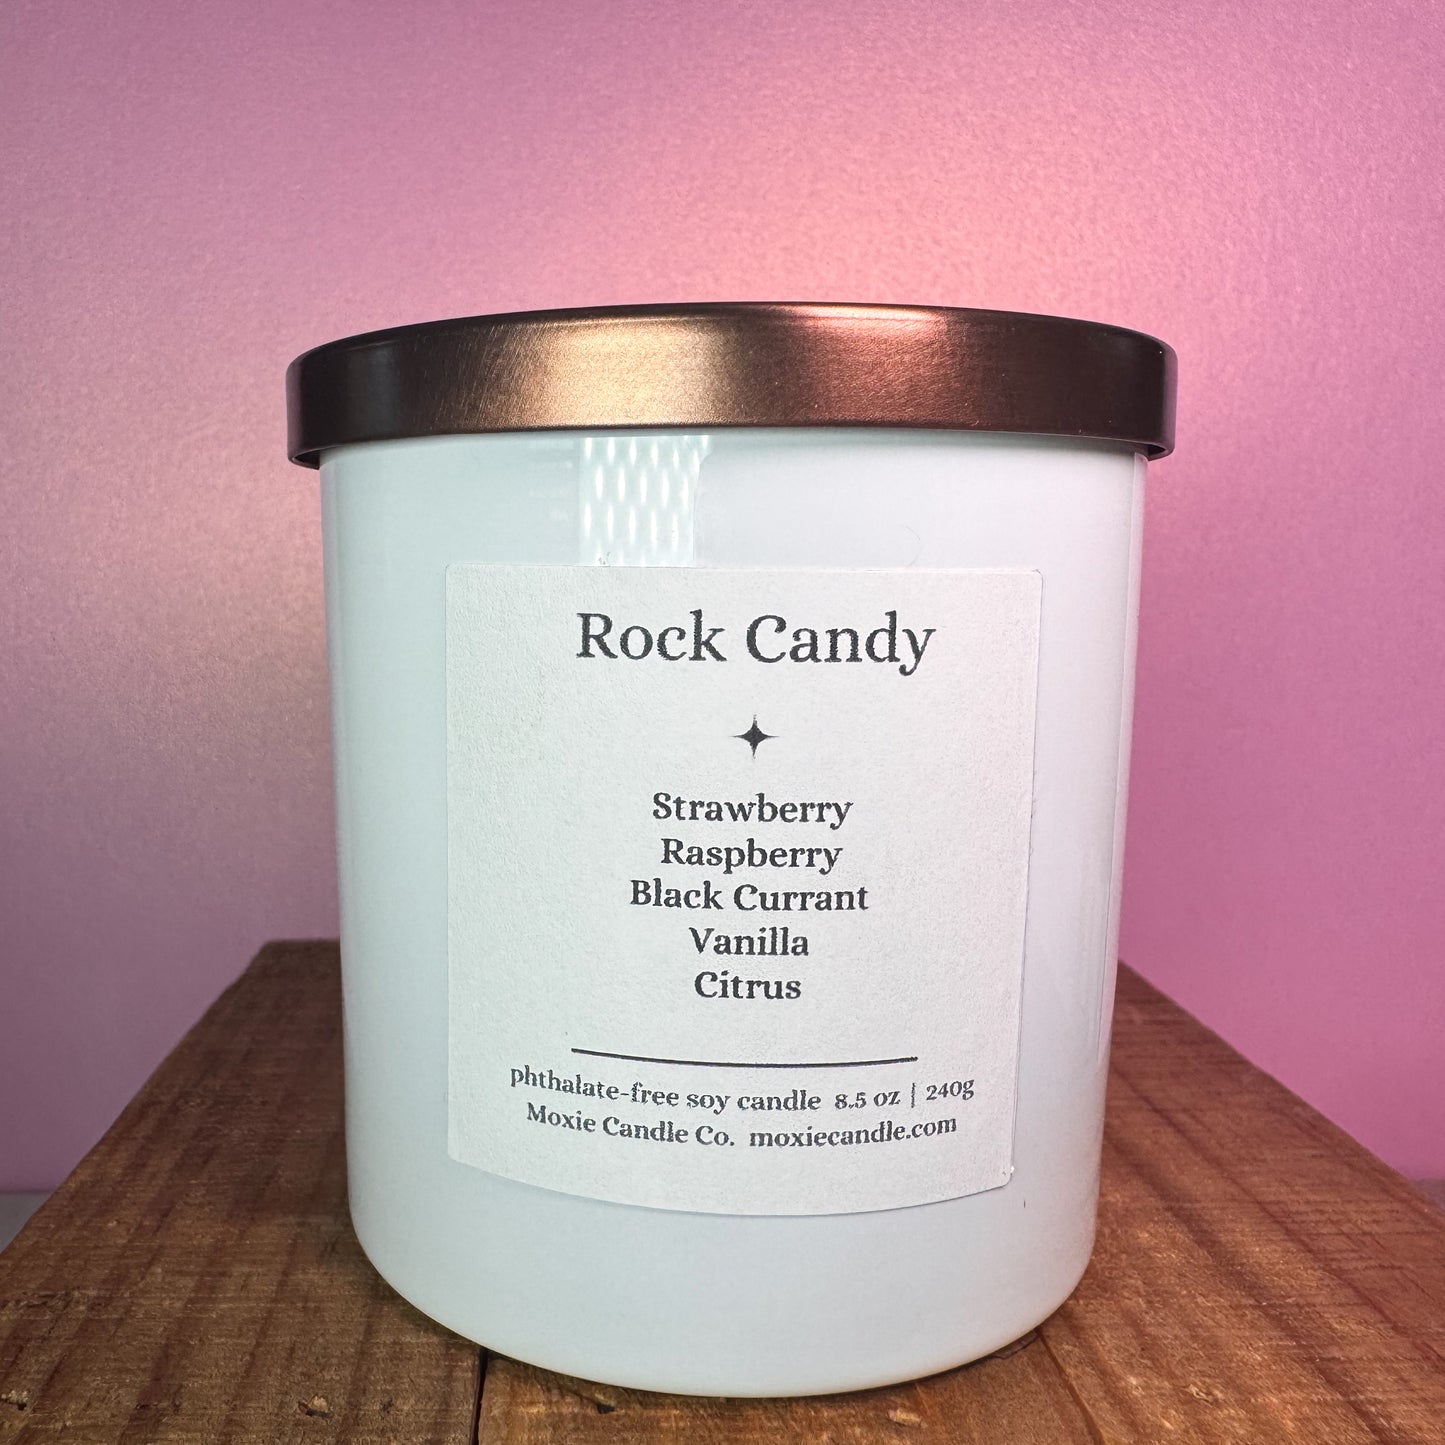 Rock Candy
Strawberry
Raspberry
Black Currant
Vanilla
Citrus
phthalate-free soy candle 8.5 oz | 240g
Moxie Candle Co. moxiecandle.com